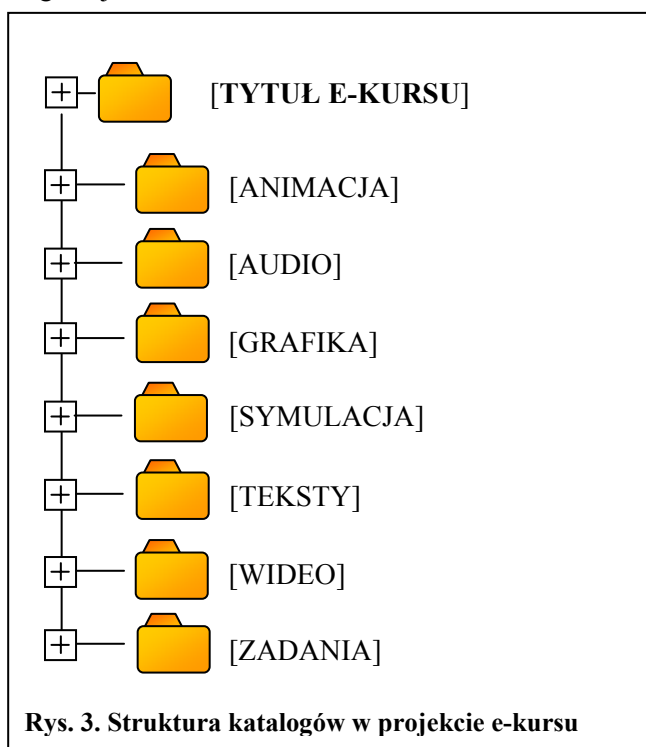 [TYTUŁ E-KURSU]
[ANIMACJA]
[AUDIO]
[GRAFIKA]
[SYMULACJA]
[TEKSTY]
[WIDEO]
[ZADANIA]
Rys. 3. Struktura katalogów w projekcie e-kursu